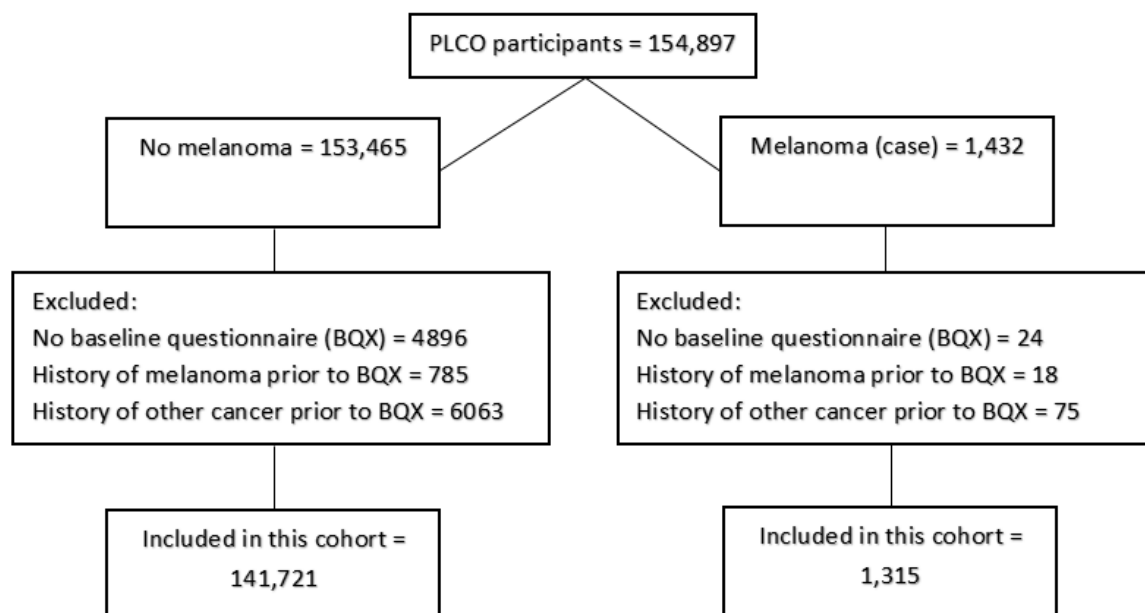 PLCO participants = 154,897
No melanoma = 153,465
Melanoma (case) = 1,432
Excluded:
No baseline questionnaire (BQX) = 4896
History of melanoma prior to BQX = 785
History of other cancer prior to BQX = 6063
Excluded:
No baseline questionnaire (BQX) = 24
History of melanoma prior to BQX = 18
History of other cancer prior to BQX = 75
Included in this cohort =
141,721
Included in this cohort =
1,315